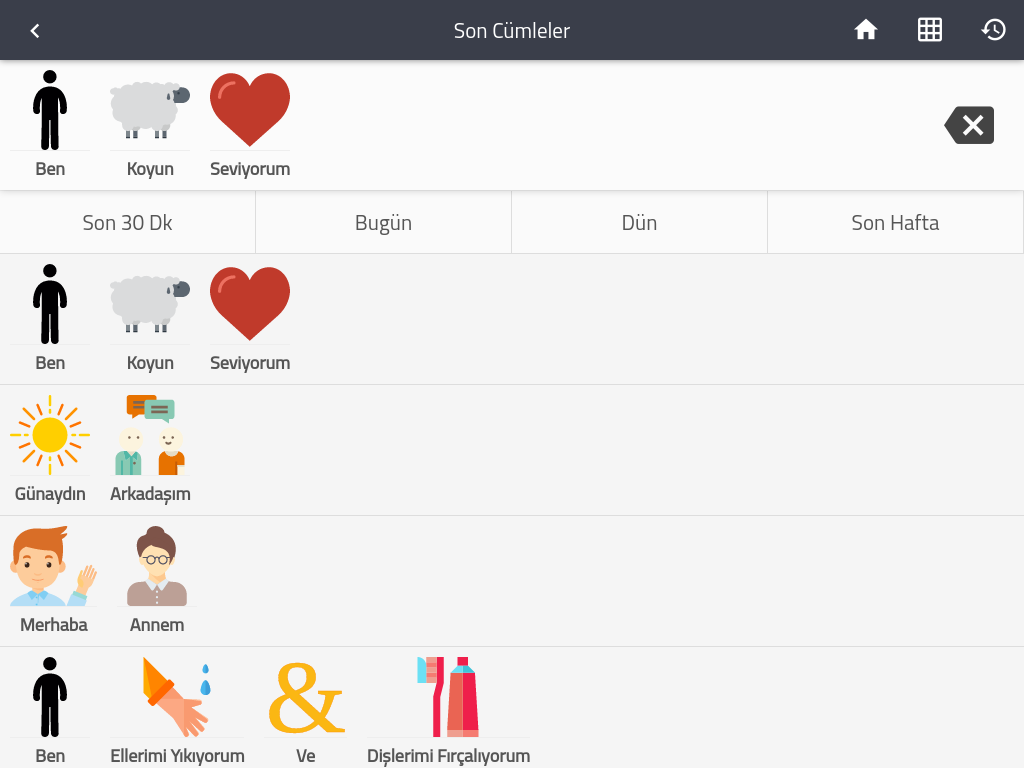 Son Cümleler
Ben Koyun Seviyorum
Son 30 Dk Bugün Dün Son Hafta
Ben Koyun Seviyorum
Günaydın Arkadaşım
Merhaba Annem
&
Ben Ellerimi Yıkıyorum Ve Dişlerimi Fırçalıyorum